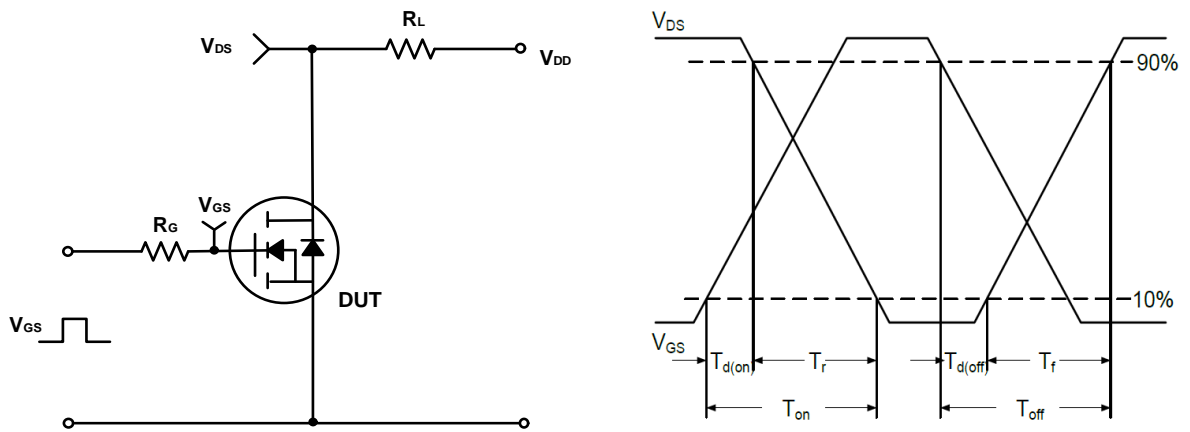 RL
VDS
VDD
VGS
RG
DUT
VGS
VDS
90%
10%
VGS
Td(on)
Tr
Td(off)
Tf
Ton
Toff